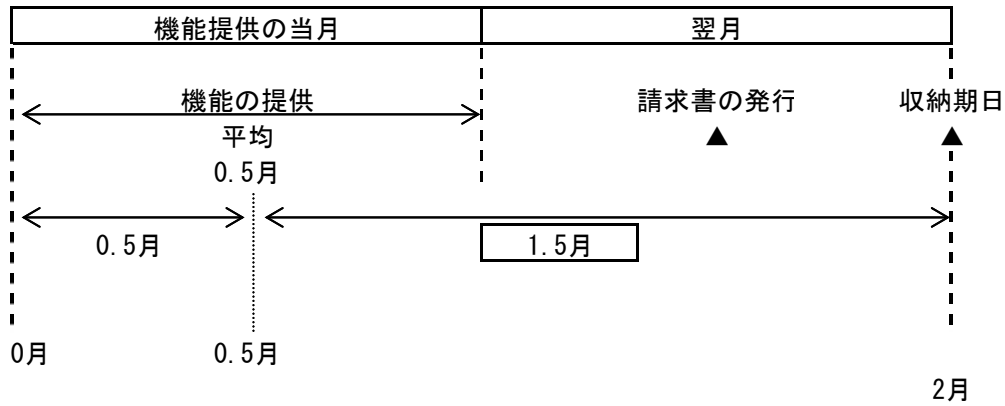 機能提供の当月 翌月
機能の提供 請求書の発行 収納期日
平均 ▲ ▲
0.5月
0.5月 1.5月
0月 0.5月
2月